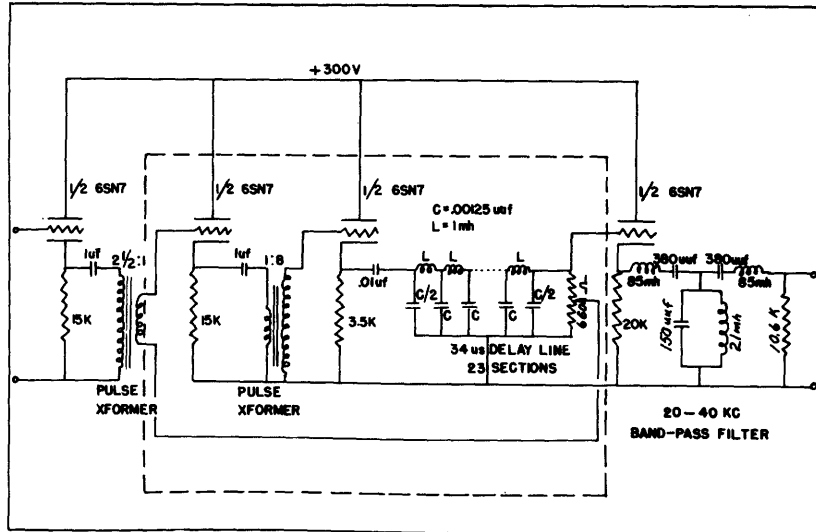 +300V
1/2 6SN7
1/2 6SN7
1/2 6SN7
1/2 6SN7
C = .00125 uuf
L = 1mh
1uf
2 1/2:1
1uf
1:8
.01uf
L
L
L
380uuf
380uuf
85mh
85mh
C/2
C
C
C
C/2
660 Ω
15K
15K
3.5K
20K
150uuf
21mh
10.6K
34 us DELAY LINE
23 SECTIONS
PULSE
XFORMER
PULSE
XFORMER
20-40 KC
BAND-PASS FILTER